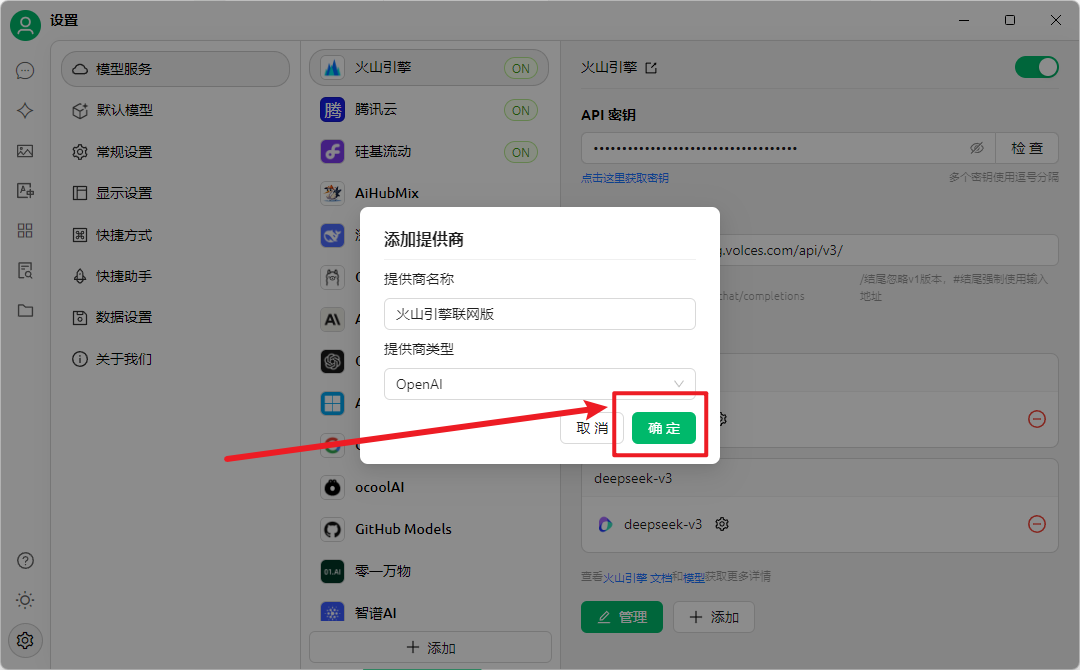 设置
模型服务
默认模型
常规设置
显示设置
快捷方式
快捷助手
数据设置
关于我们
火山引擎 ON
腾
腾讯云 ON
硅基流动 ON
AiHubMix
ocoolAI
GitHub Models
01.AI
零一万物
智谱AI
添加
火山引擎
API 密钥
检 查
点击这里获取密钥
多个密钥使用逗号分隔
.volces.com/api/v3/
chat/completions
/结尾忽略v1版本，#结尾强制使用输入
地址
deepseek-v3
deepseek-v3
查看火山引擎 文档和模型获取更多详情
管理
添加
添加提供商
提供商名称
火山引擎联网版
提供商类型
OpenAI
取 消
确 定